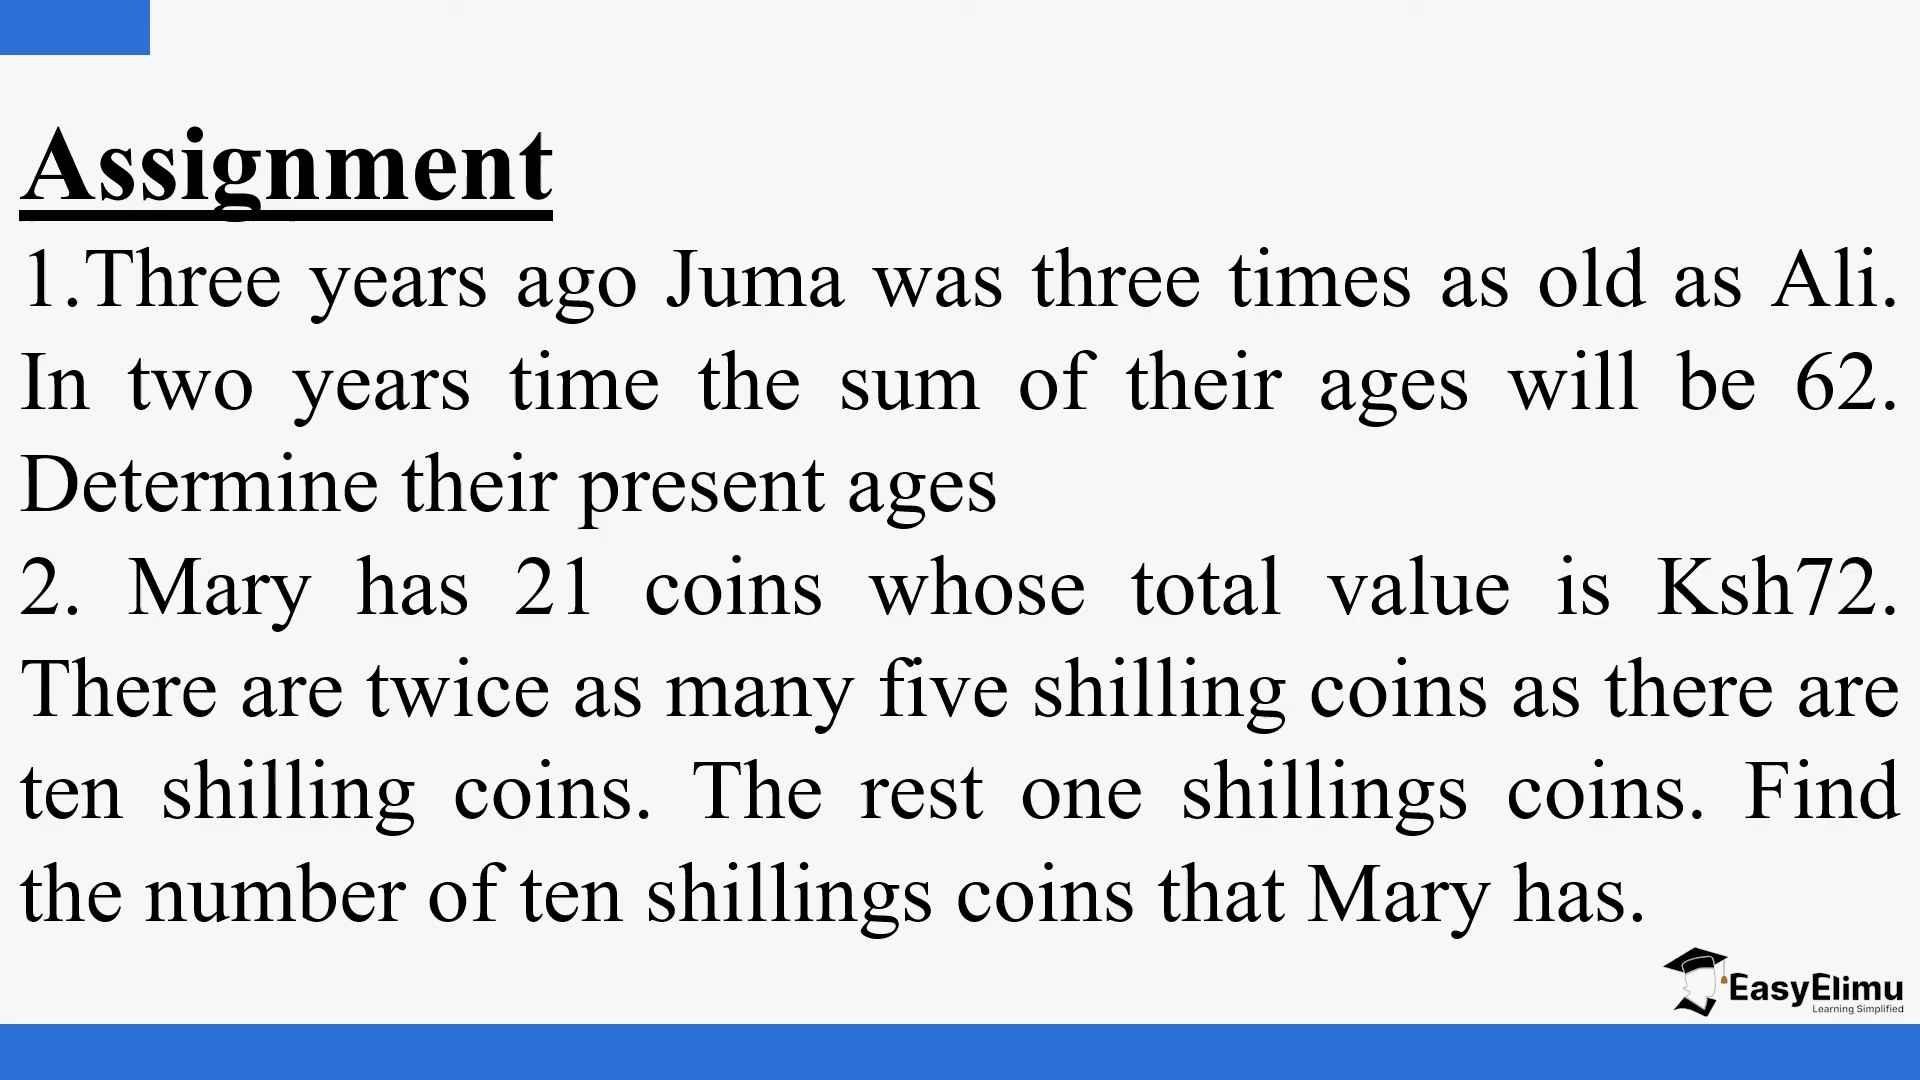 Assignment
1.Three years ago Juma was three times as old as Ali.
In two years time the sum of their ages will be 62.
Determine their present ages
2. Mary has 21 coins whose total value is Ksh72.
There are twice as many five shilling coins as there are
ten shilling coins. The rest one shillings coins. Find
the number of ten shillings coins that Mary has.
EasyElimu
Learning Simplified